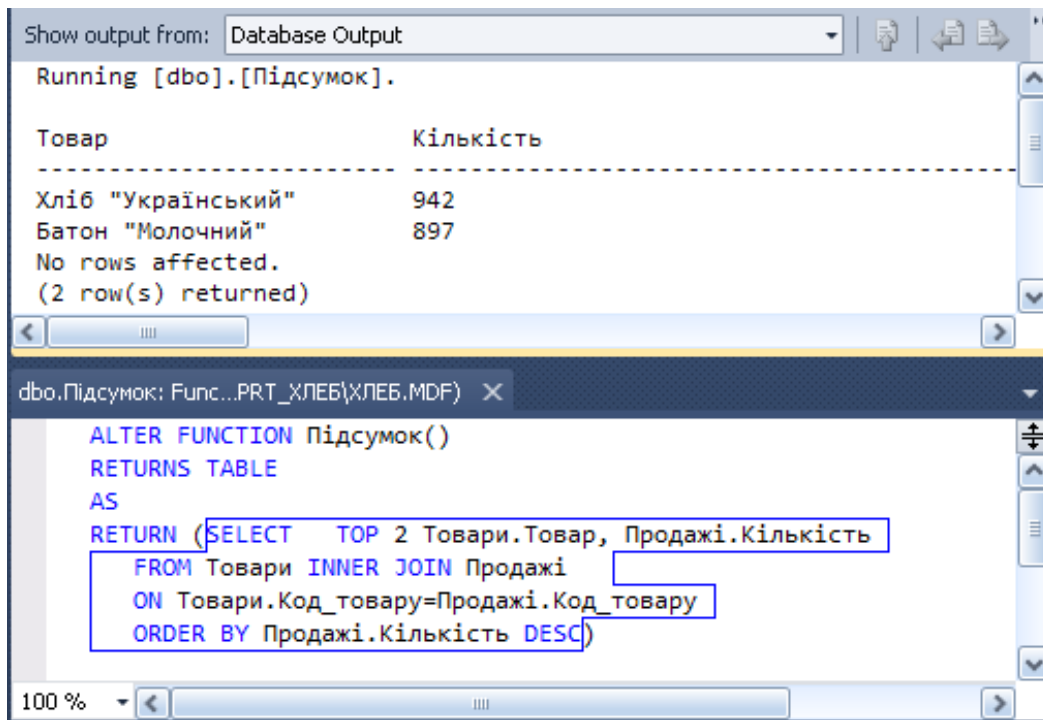 Show output from: Database Output
Running [dbo].[Підсумок].
Товар Кількість
-------------------------- ------------------------------------------
Хліб "Український" 942
Батон "Молочний" 897
No rows affected.
(2 row(s) returned)
dbo.Підсумок: Func...PRT_ХЛЕБ\ХЛЕБ.MDF)
ALTER FUNCTION Підсумок()
RETURNS TABLE
AS
RETURN (SELECT TOP 2 Товари.Товар, Продажі.Кількість
FROM Товари INNER JOIN Продажі
ON Товари.Код_товару=Продажі.Код_товару
ORDER BY Продажі.Кількість DESC)
100 %